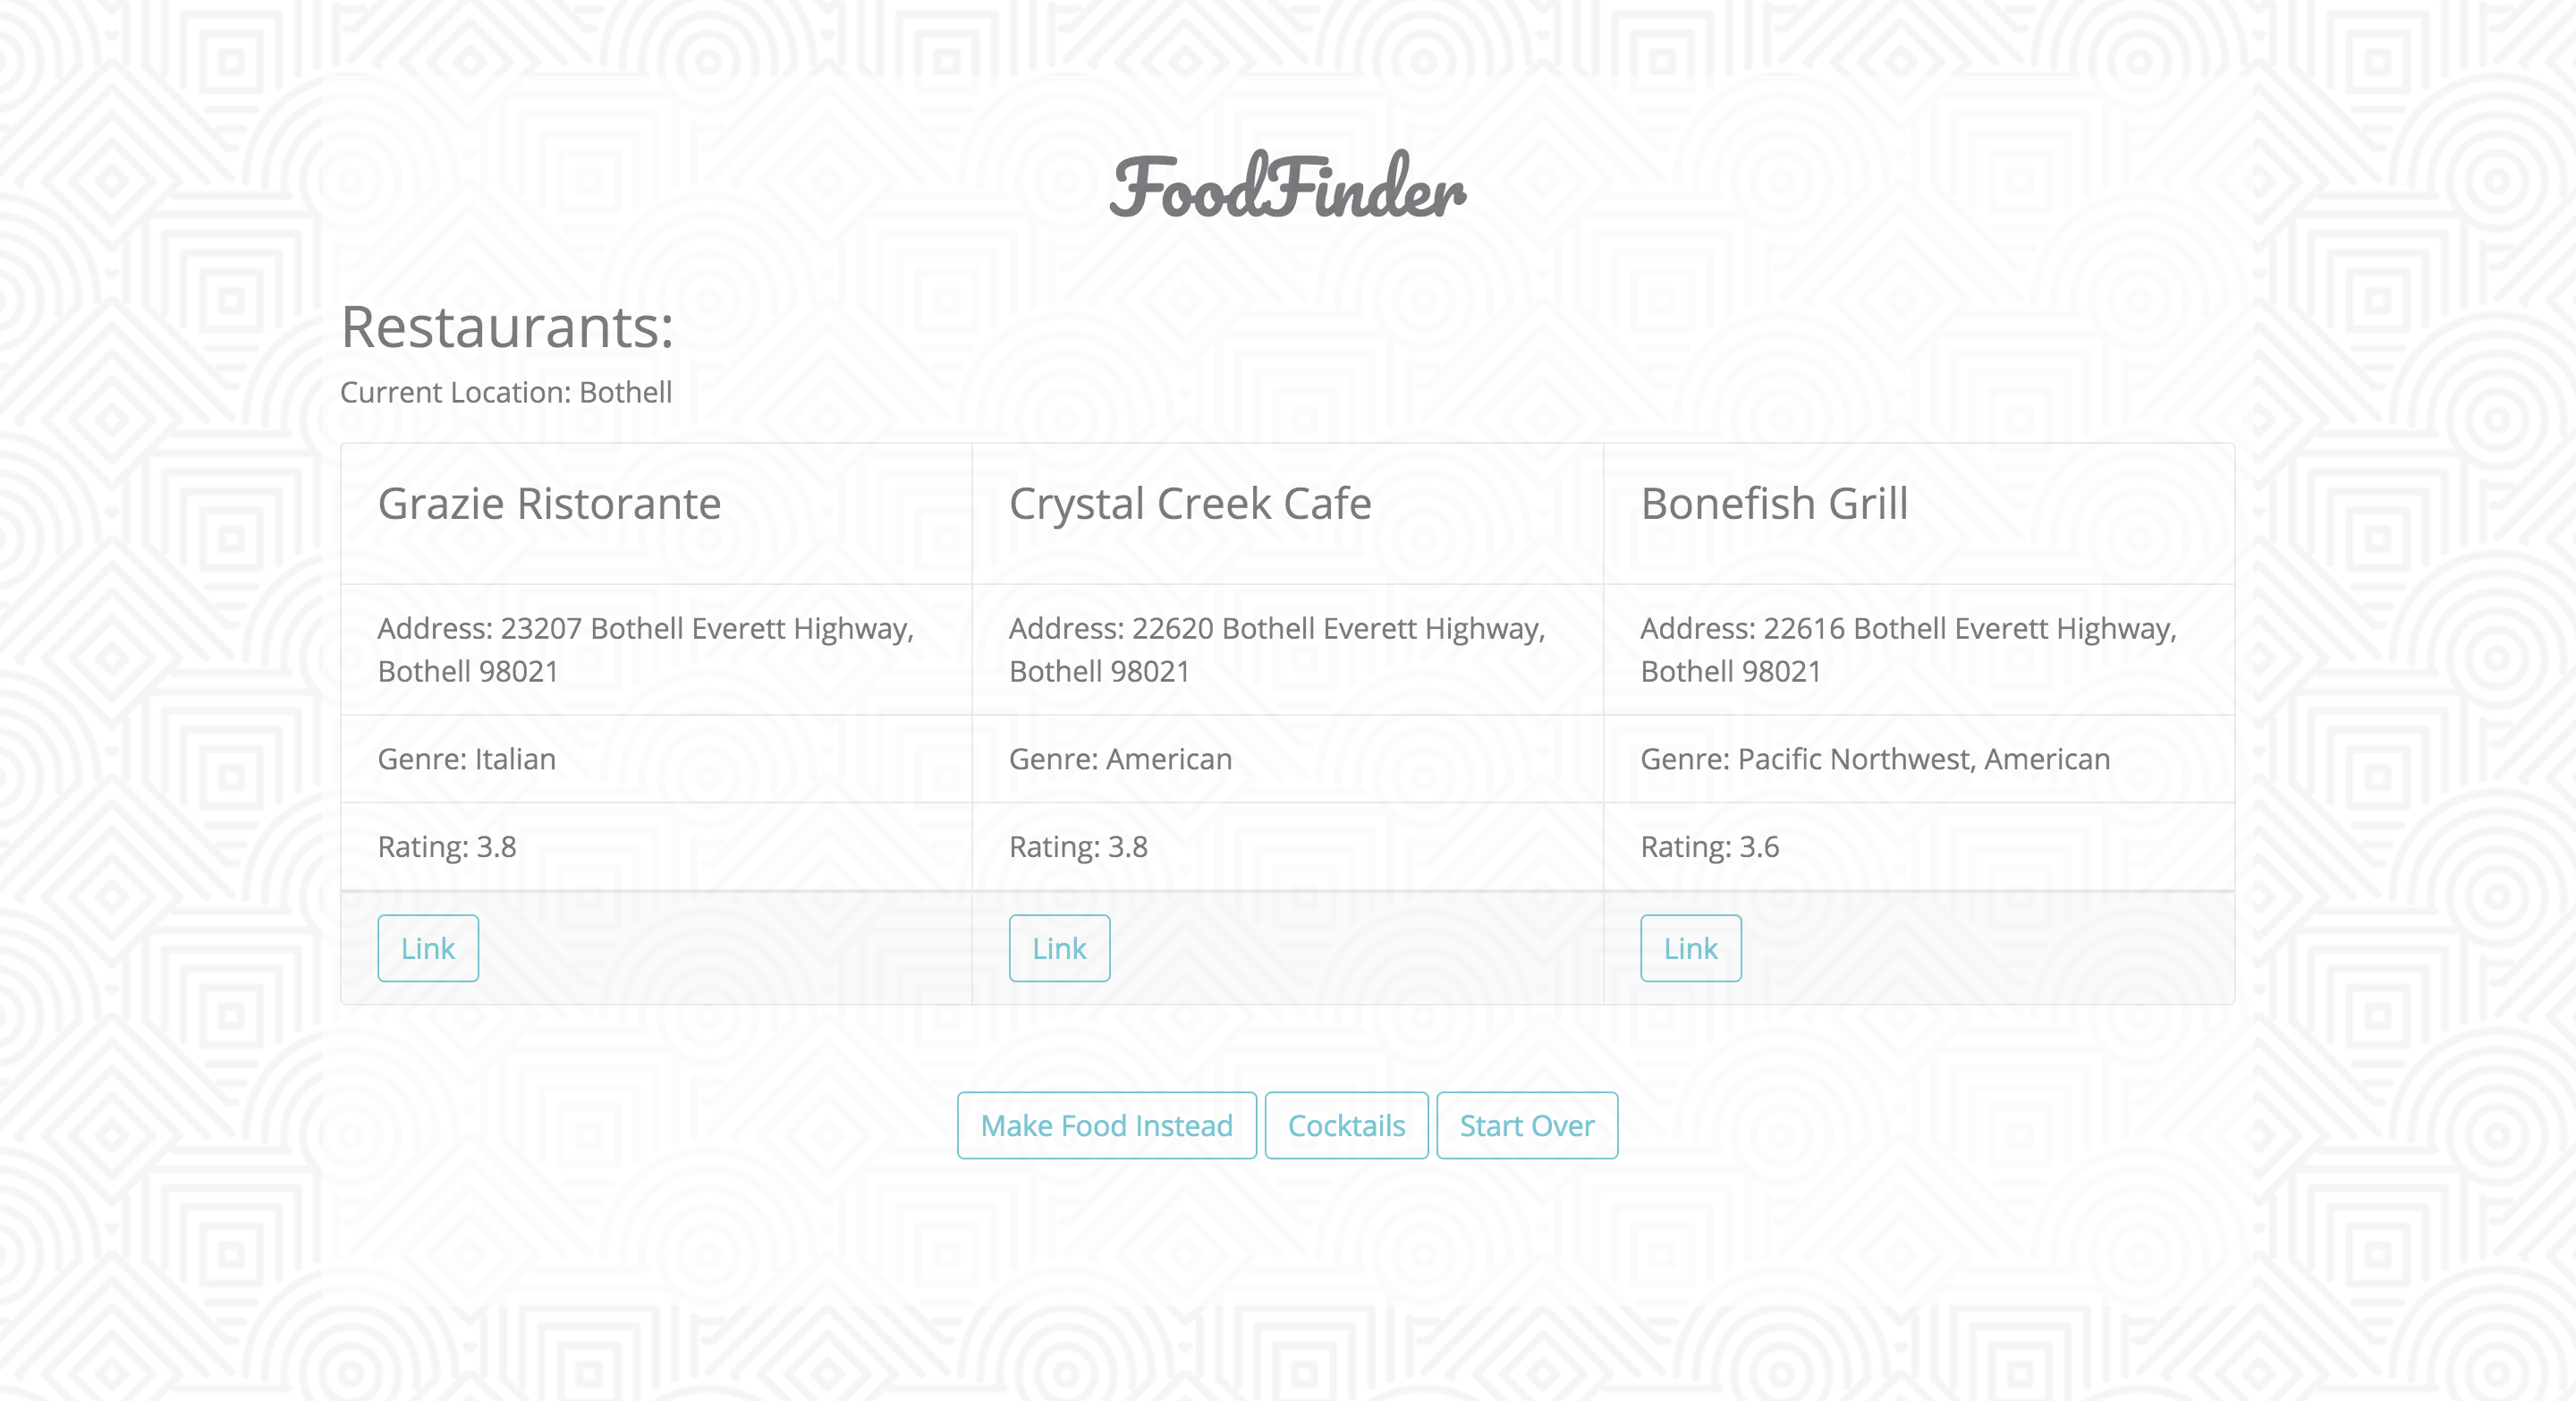 FoodFinder
Restaurants:
Current Location: Bothell
Grazie Ristorante
Address: 23207 Bothell Everett Highway,
Bothell 98021
Genre: Italian
Rating: 3.8
Link
Crystal Creek Cafe
Address: 22620 Bothell Everett Highway,
Bothell 98021
Genre: American
Rating: 3.8
Link
Bonefish Grill
Address: 22616 Bothell Everett Highway,
Bothell 98021
Genre: Pacific Northwest, American
Rating: 3.6
Link
Make Food Instead
Cocktails
Start Over